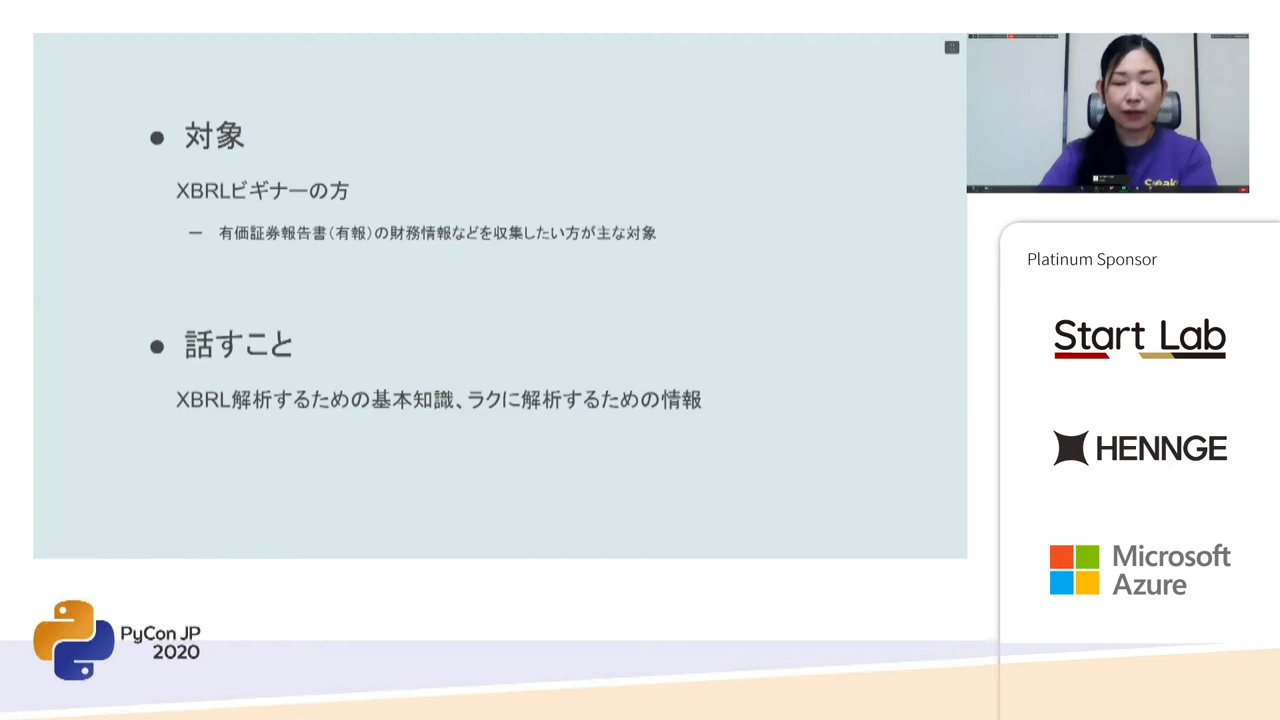 ● 対象
XBRLビギナーの方
ー 有価証券報告書（有報）の財務情報などを収集したい方が主な対象
● 話すこと
XBRL解析するための基本知識、ラクに解析するための情報
Platinum Sponsor
Start Lab
HENNGE
Microsoft
Azure
PyCon JP
2020